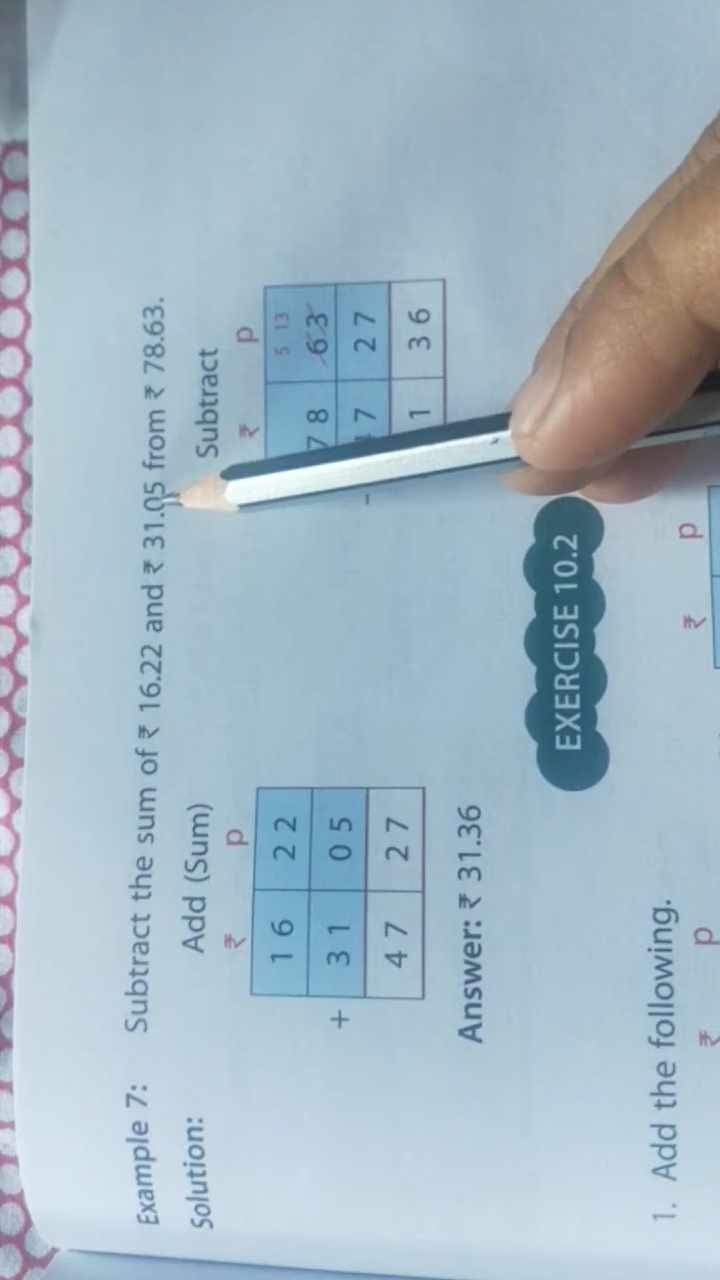 Example 7: Subtract the sum of ₹ 16.22 and ₹ 31.05 from ₹ 78.63.
Solution: Add (Sum) Subtract
₹ p ₹ p
5 13
16 22 78 63
+ 31 05 - 7 27
47 27 1 36
Answer: ₹ 31.36
EXERCISE 10.2
1. Add the following.
₹ p ₹ p